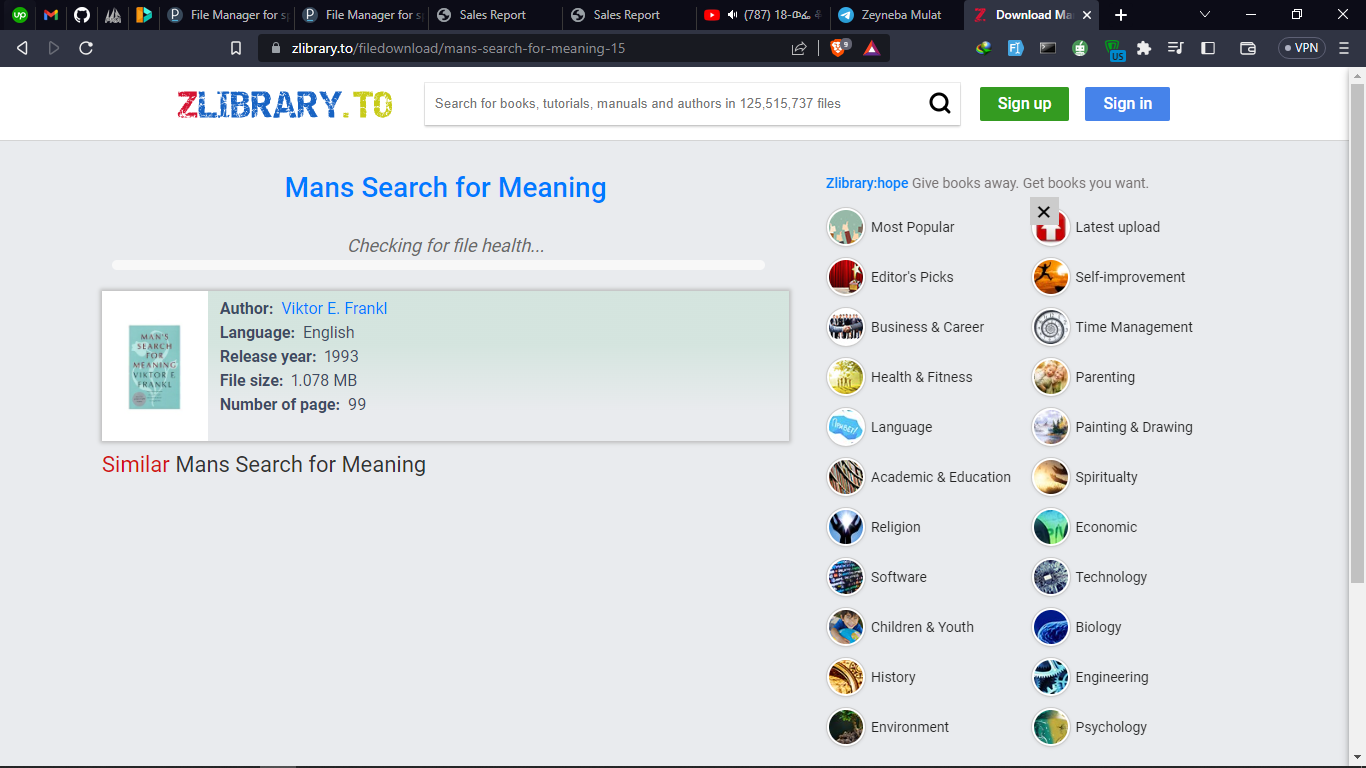 File Manager for sp
File Manager for sp
Sales Report
Sales Report
Zeyneba Mulat
Download Ma
zlibrary.to/filedownload/mans-search-for-meaning-15
9
US
VPN
ZLIBRARY.TO
Search for books, tutorials, manuals and authors in 125,515,737 files
Sign up
Sign in
Mans Search for Meaning
Checking for file health...
MAN'S
SEARCH
FOR
MEANING
VIKTOR E.
FRANKL
Author: Viktor E. Frankl
Language: English
Release year: 1993
File size: 1.078 MB
Number of page: 99
Similar Mans Search for Meaning
Zlibrary:hope Give books away. Get books you want.
Most Popular
Latest upload
Editor's Picks
Self-improvement
Business & Career
Time Management
Health & Fitness
Parenting
Language
Painting & Drawing
Academic & Education
Spiritualty
Religion
Economic
Software
Technology
Children & Youth
Biology
History
Engineering
Environment
Psychology